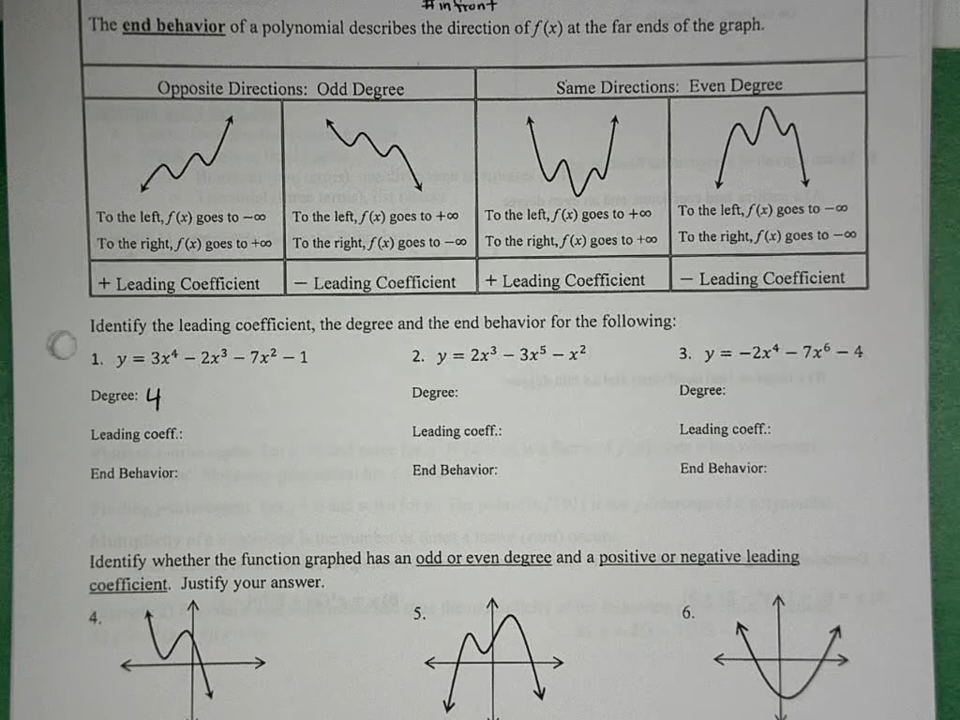 # in front
The end behavior of a polynomial describes the direction of f(x) at the far ends of the graph.
Opposite Directions: Odd Degree
Same Directions: Even Degree
To the left, f(x) goes to −∞
To the right, f(x) goes to +∞
To the left, f(x) goes to +∞
To the right, f(x) goes to −∞
To the left, f(x) goes to +∞
To the right, f(x) goes to +∞
To the left, f(x) goes to −∞
To the right, f(x) goes to −∞
+ Leading Coefficient
− Leading Coefficient
+ Leading Coefficient
− Leading Coefficient
Identify the leading coefficient, the degree and the end behavior for the following:
1. y = 3x⁴ − 2x³ − 7x² − 1
Degree: 4
Leading coeff.:
End Behavior:
2. y = 2x³ − 3x⁵ − x²
Degree:
Leading coeff.:
End Behavior:
3. y = −2x⁴ − 7x⁶ − 4
Degree:
Leading coeff.:
End Behavior:
Identify whether the function graphed has an odd or even degree and a positive or negative leading
coefficient. Justify your answer.
4.
5.
6.